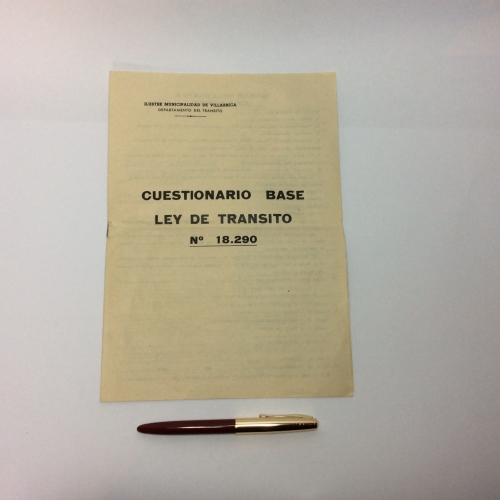 ILUSTRE MUNICIPALIDAD DE VILLARRICA
DEPARTAMENTO DEL TRANSITO
CUESTIONARIO BASE
LEY DE TRANSITO
Nº 18.290